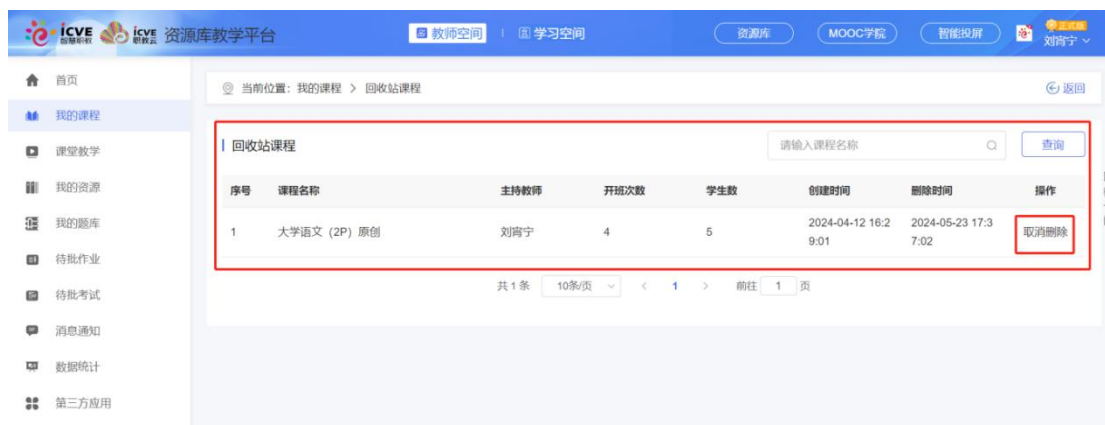 icve 智慧职教 icve 职教云 资源库教学平台 教师空间 学习空间 资源库 MOOC学院 智能投屏 正式版 刘宵宁
首页
当前位置：我的课程 > 回收站课程 返回
我的课程
课堂教学
回收站课程 请输入课程名称 查询
我的资源
序号 课程名称 主持教师 开班次数 学生数 创建时间 删除时间 操作
我的题库
1 大学语文（2P）原创 刘宵宁 4 5 2024-04-12 16:2 2024-05-23 17:3 取消删除
9:01 7:02
待批作业
待批考试
共 1 条 10条/页 < 1 > 前往 1 页
消息通知
数据统计
第三方应用